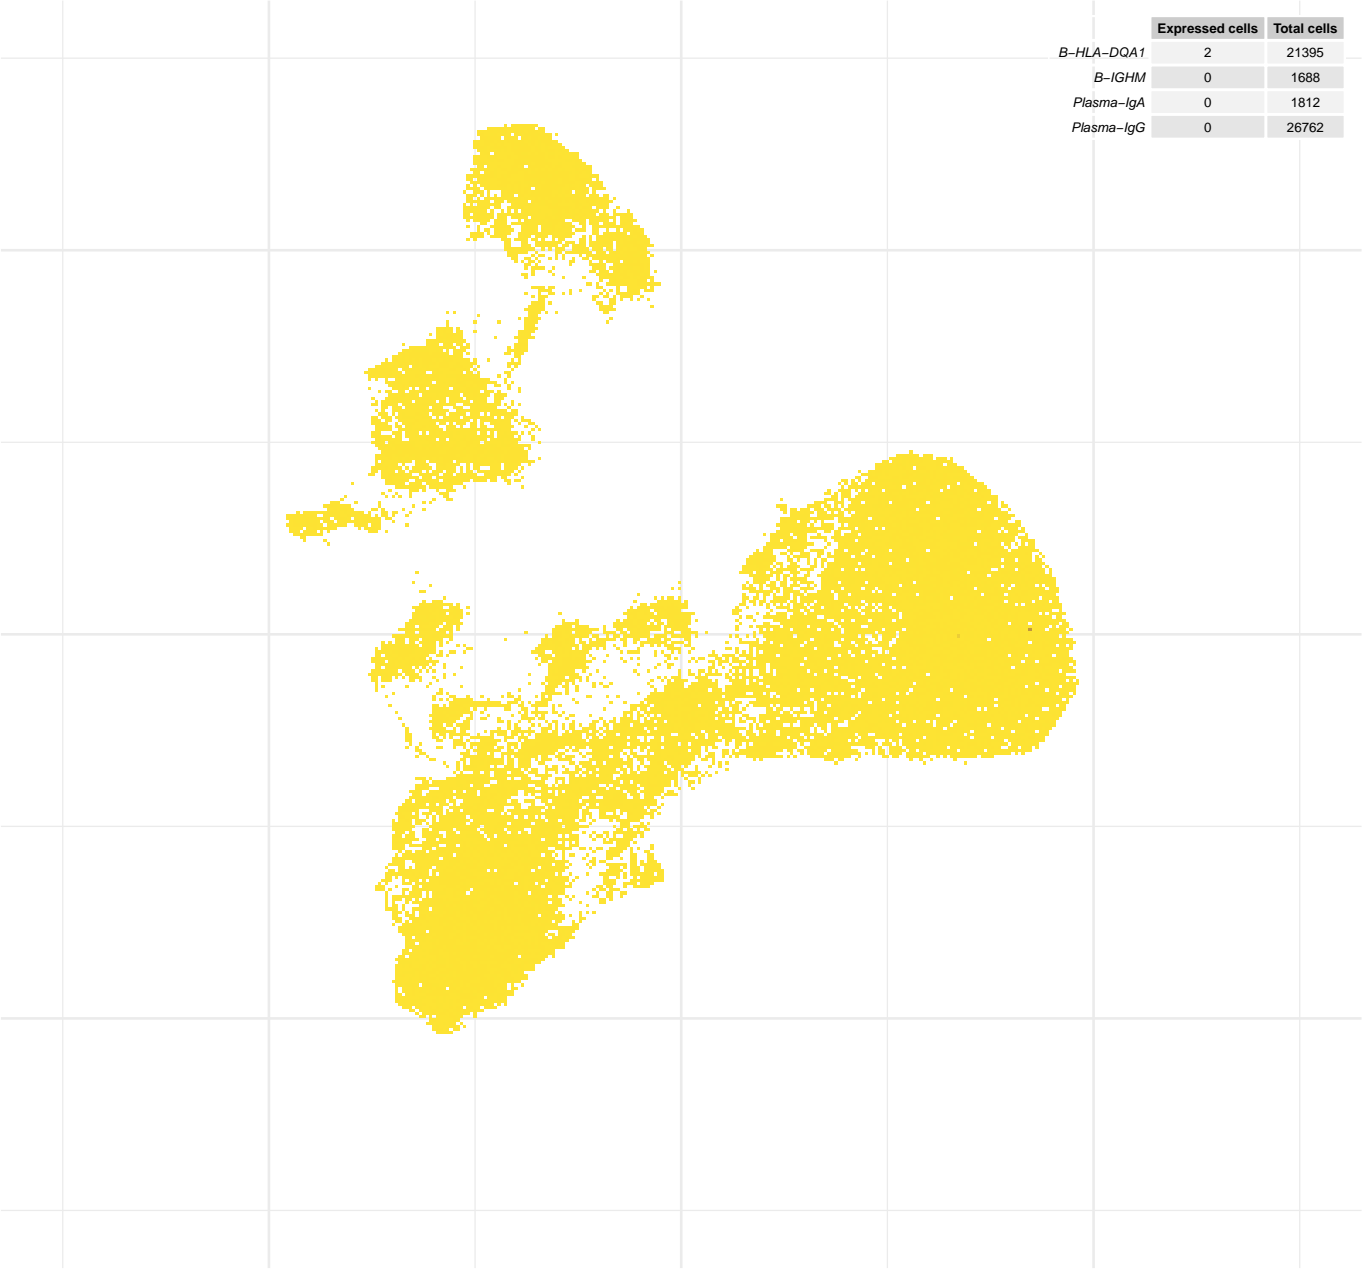 Expressed cells Total cells
B−HLA−DQA1 2 21395
B−IGHM 0 1688
Plasma−IgA 0 1812
Plasma−IgG 0 26762